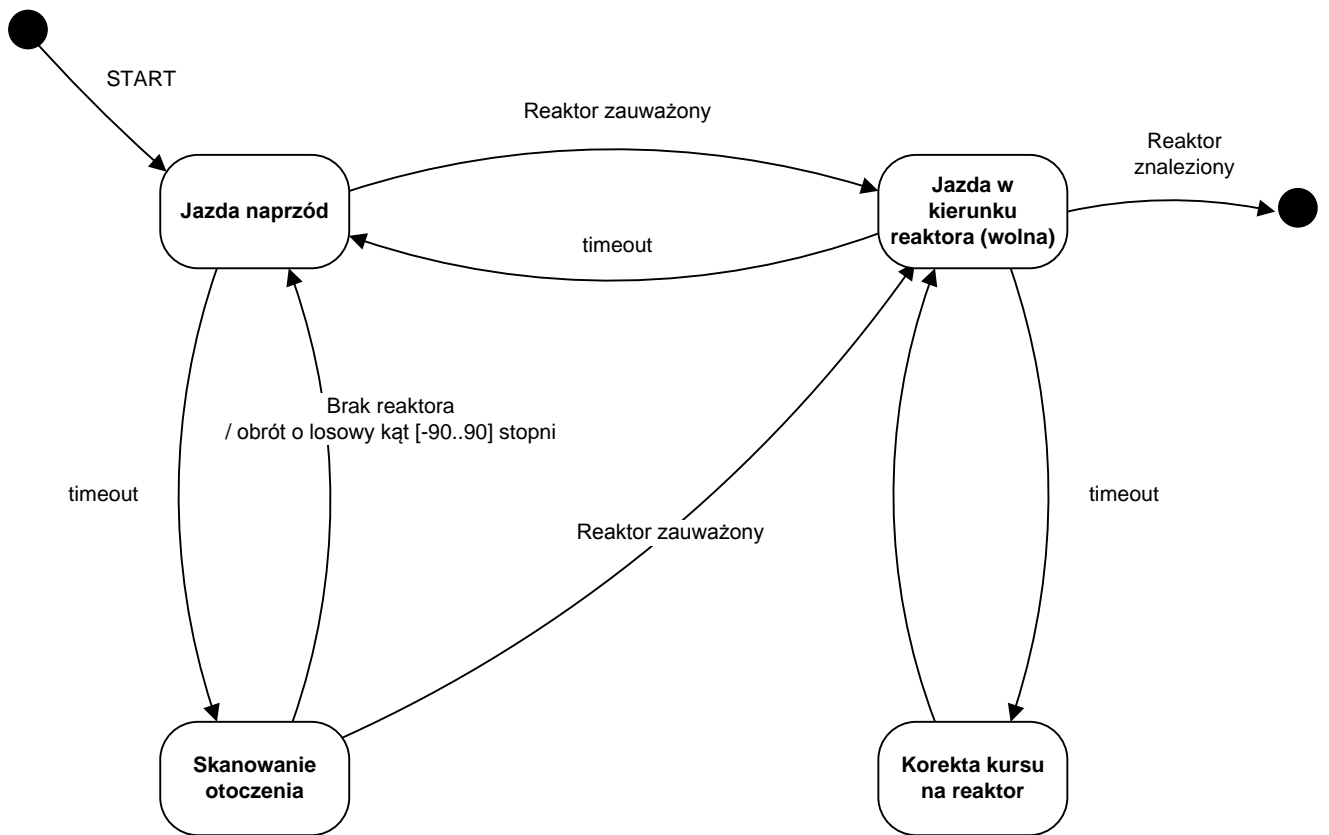 START
Reaktor zauważony
Reaktor
znaleziony
Jazda naprzód
Jazda w
kierunku
reaktora (wolna)
timeout
Brak reaktora
/ obrót o losowy kąt [-90..90] stopni
timeout
Reaktor zauważony
timeout
Skanowanie
otoczenia
Korekta kursu
na reaktor